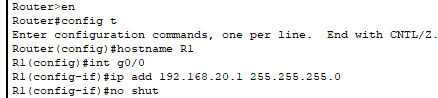 Router>en
Router#config t
Enter configuration commands, one per line.  End with CNTL/Z.
Router(config)#hostname R1
R1(config)#int g0/0
R1(config-if)#ip add 192.168.20.1 255.255.255.0
R1(config-if)#no shut